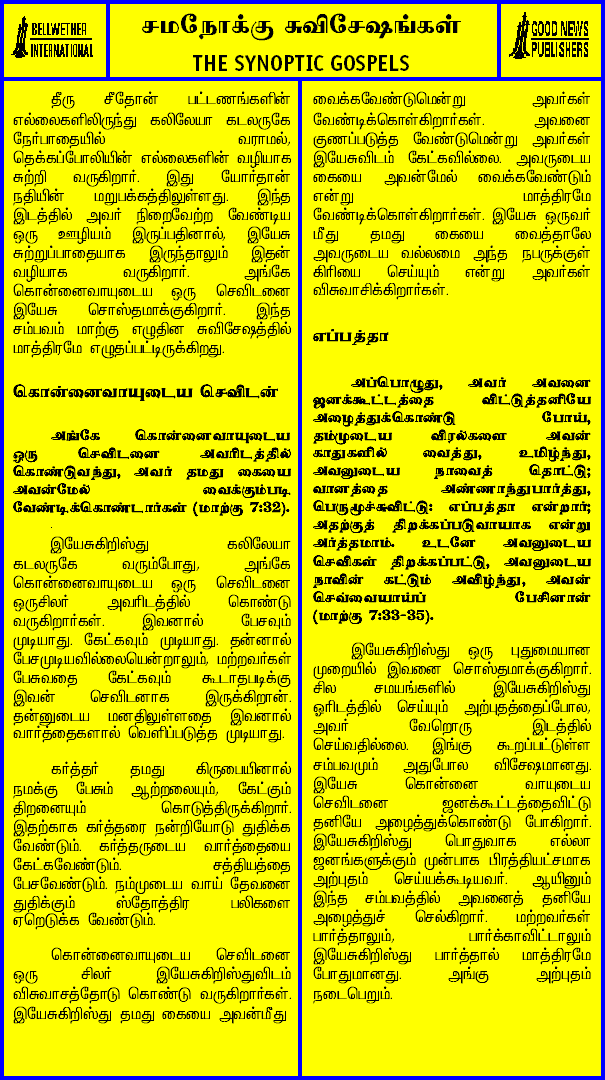 BELLWETHER
INTERNATIONAL
சமநோக்கு சுவிசேஷங்கள்
THE SYNOPTIC GOSPELS
GOOD NEWS
PUBLISHERS
தீரு சீதோன் பட்டணங்களின்
எல்லைகளிலிருந்து கலிலேயா கடலருகே
நேர்பாதையில் வராமல்,
தெக்கப்போலியின் எல்லைகளின் வழியாக
சுற்றி வருகிறார். இது யோர்தான்
நதியின் மறுபக்கத்திலுள்ளது. இந்த
இடத்தில் அவர் நிறைவேற்ற வேண்டிய
ஒரு ஊழியம் இருப்பதினால், இயேசு
சுற்றுப்பாதையாக இருந்தாலும் இதன்
வழியாக வருகிறார். அங்கே
கொன்னைவாயுடைய ஒரு செவிடனை
இயேசு சொஸ்தமாக்குகிறார். இந்த
சம்பவம் மாற்கு எழுதின சுவிசேஷத்தில்
மாத்திரமே எழுதப்பட்டிருக்கிறது.
கொன்னைவாயுடைய செவிடன்
அங்கே கொன்னைவாயுடைய
ஒரு செவிடனை அவரிடத்தில்
கொண்டுவந்து, அவர் தமது கையை
அவன்மேல் வைக்கும்படி
வேண்டிக்கொண்டார்கள் (மாற்கு 7:32).
இயேசுகிறிஸ்து கலிலேயா
கடலருகே வரும்போது, அங்கே
கொன்னைவாயுடைய ஒரு செவிடனை
ஒருசிலர் அவரிடத்தில் கொண்டு
வருகிறார்கள். இவனால் பேசவும்
முடியாது. கேட்கவும் முடியாது. தன்னால்
பேசமுடியவில்லையென்றாலும், மற்றவர்கள்
பேசுவதை கேட்கவும் கூடாதபடிக்கு
இவன் செவிடனாக இருக்கிறான்.
தன்னுடைய மனதிலுள்ளதை இவனால்
வார்த்தைகளால் வெளிப்படுத்த முடியாது.
கர்த்தர் தமது கிருபையினால்
நமக்கு பேசும் ஆற்றலையும், கேட்கும்
திறனையும் கொடுத்திருக்கிறார்.
இதற்காக கர்த்தரை நன்றியோடு துதிக்க
வேண்டும். கர்த்தருடைய வார்த்தையை
கேட்கவேண்டும். சத்தியத்தை
பேசவேண்டும். நம்முடைய வாய் தேவனை
துதிக்கும் ஸ்தோத்திர பலிகளை
ஏறெடுக்க வேண்டும்.
கொன்னைவாயுடைய செவிடனை
ஒரு சிலர் இயேசுகிறிஸ்துவிடம்
விசுவாசத்தோடு கொண்டு வருகிறார்கள்.
இயேசுகிறிஸ்து தமது கையை அவன்மீது
வைக்கவேண்டுமென்று அவர்கள்
வேண்டிக்கொள்கிறார்கள். அவனை
குணப்படுத்த வேண்டுமென்று அவர்கள்
இயேசுவிடம் கேட்கவில்லை. அவருடைய
கையை அவன்மேல் வைக்கவேண்டும்
என்று மாத்திரமே
வேண்டிக்கொள்கிறார்கள். இயேசு ஒருவர்
மீது தமது கையை வைத்தாலே
அவருடைய வல்லமை அந்த நபருக்குள்
கிரியை செய்யும் என்று அவர்கள்
விசுவாசிக்கிறார்கள்.
எப்பத்தா
அப்பொழுது, அவர் அவனை
ஜனக்கூட்டத்தை விட்டுத்தனியே
அழைத்துக்கொண்டு போய்,
தம்முடைய விரல்களை அவன்
காதுகளில் வைத்து, உமிழ்ந்து,
அவனுடைய நாவைத் தொட்டு;
வானத்தை அண்ணாந்துபார்த்து,
பெருமூச்சுவிட்டு: எப்பத்தா என்றார்;
அதற்குத் திறக்கப்படுவாயாக என்று
அர்த்தமாம். உடனே அவனுடைய
செவிகள் திறக்கப்பட்டு, அவனுடைய
நாவின் கட்டும் அவிழ்ந்து, அவன்
செவ்வையாய்ப் பேசினான்
(மாற்கு 7:33-35).
இயேசுகிறிஸ்து ஒரு புதுமையான
முறையில் இவனை சொஸ்தமாக்குகிறார்.
சில சமயங்களில் இயேசுகிறிஸ்து
ஓரிடத்தில் செய்யும் அற்புதத்தைப்போல,
அவர் வேறொரு இடத்தில்
செய்வதில்லை. இங்கு கூறப்பட்டுள்ள
சம்பவமும் அதுபோல விசேஷமானது.
இயேசு கொன்னை வாயுடைய
செவிடனை ஜனக்கூட்டத்தைவிட்டு
தனியே அழைத்துக்கொண்டு போகிறார்.
இயேசுகிறிஸ்து பொதுவாக எல்லா
ஜனங்களுக்கும் முன்பாக பிரத்தியட்சமாக
அற்புதம் செய்யக்கூடியவர். ஆயினும்
இந்த சம்பவத்தில் அவனைத் தனியே
அழைத்துச் செல்கிறார். மற்றவர்கள்
பார்த்தாலும், பார்க்காவிட்டாலும்
இயேசுகிறிஸ்து பார்த்தால் மாத்திரமே
போதுமானது. அங்கு அற்புதம்
நடைபெறும்.